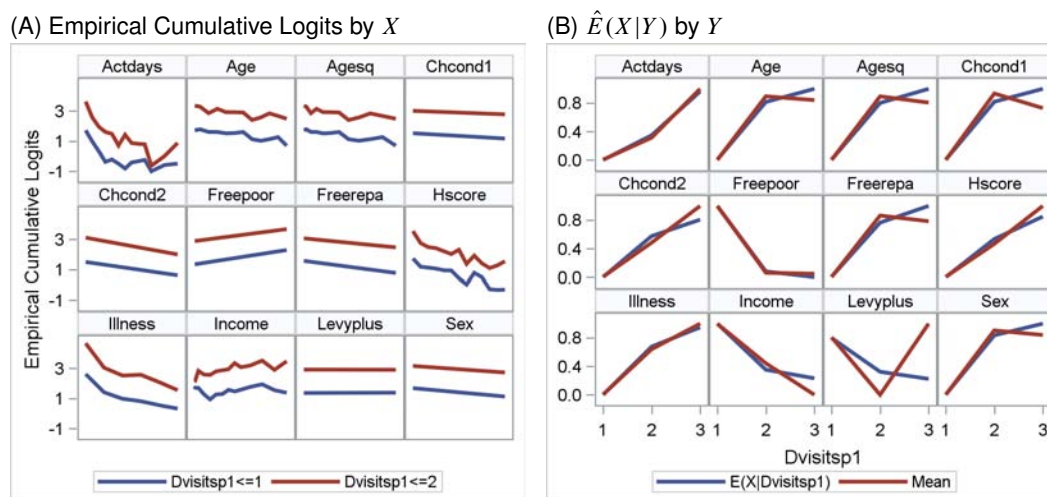 (A) Empirical Cumulative Logits by X
Actdays Age Agesq Chcond1
3
1
-1
Chcond2 Freepoor Freerepa Hscore
3
1
-1
Illness Income Levyplus Sex
3
1
-1
Empirical Cumulative Logits
Dvisitsp1<=1 Dvisitsp1<=2
(B) Ê(X|Y) by Y
Actdays Age Agesq Chcond1
0.8
0.4
0.0
Chcond2 Freepoor Freerepa Hscore
0.8
0.4
0.0
Illness Income Levyplus Sex
0.8
0.4
0.0
1 2 3 1 2 3 1 2 3 1 2 3
Dvisitsp1
E(X|Dvisitsp1) Mean